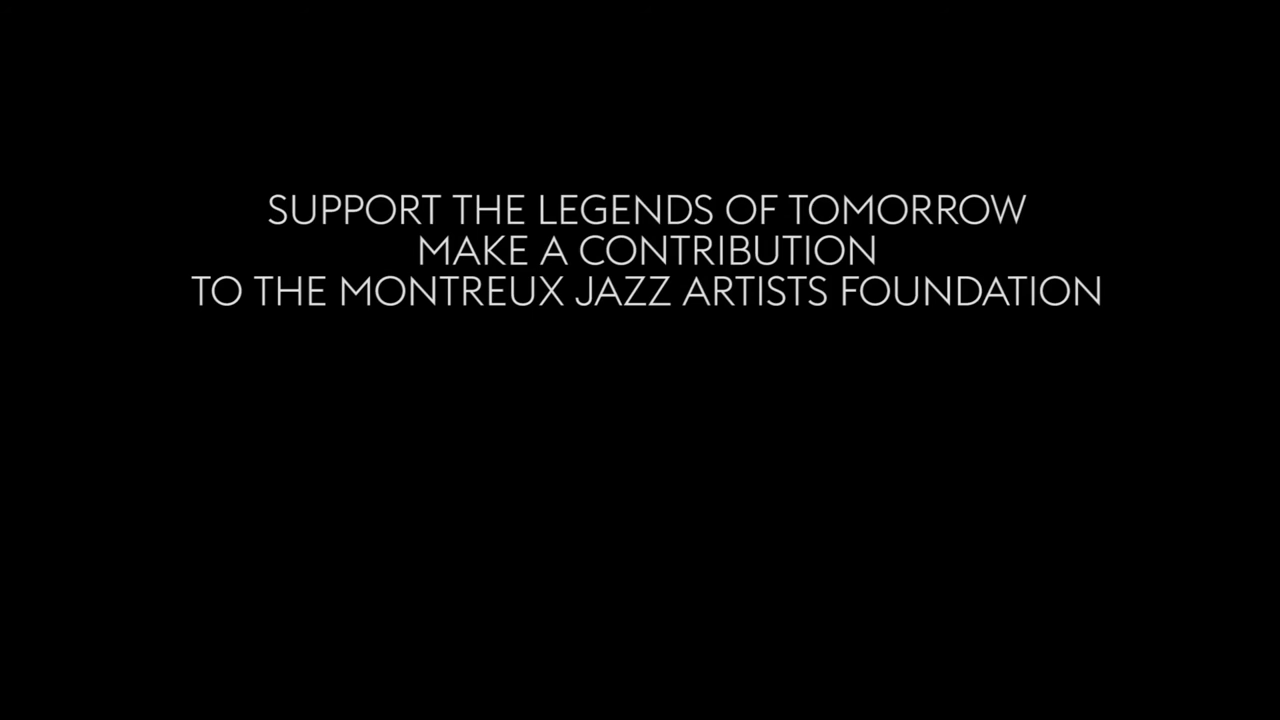 SUPPORT THE LEGENDS OF TOMORROW
MAKE A CONTRIBUTION
TO THE MONTREUX JAZZ ARTISTS FOUNDATION